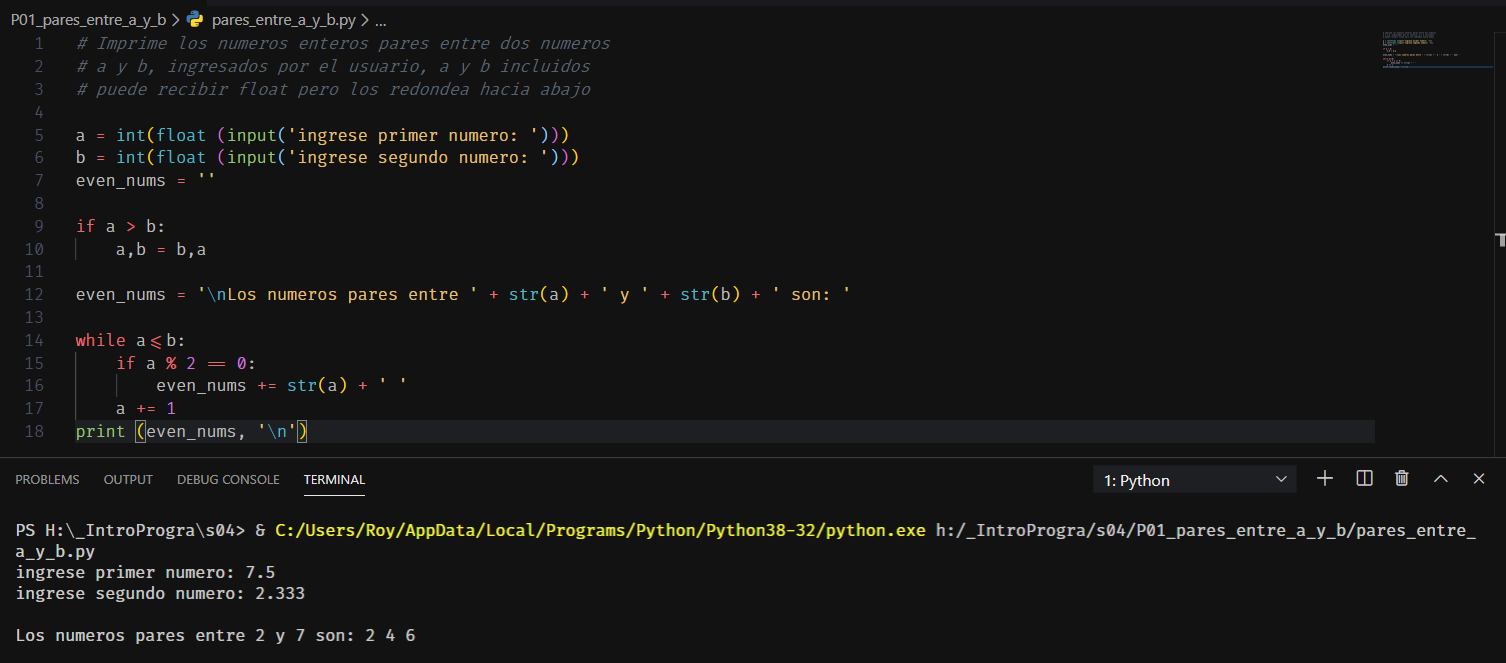 P01_pares_entre_a_y_b > pares_entre_a_y_b.py > ...
1 # Imprime los numeros enteros pares entre dos numeros
2 # a y b, ingresados por el usuario, a y b incluidos
3 # puede recibir float pero los redondea hacia abajo
4
5 a = int(float (input('ingrese primer numero: ')))
6 b = int(float (input('ingrese segundo numero: ')))
7 even_nums = ''
8
9 if a > b:
10     a,b = b,a
11
12 even_nums = '\nLos numeros pares entre ' + str(a) + ' y ' + str(b) + ' son: '
13
14 while a<=b:
15     if a % 2 == 0:
16         even_nums += str(a) + ' '
17     a += 1
18 print (even_nums, '\n')
PROBLEMS OUTPUT DEBUG CONSOLE TERMINAL 1: Python
PS H:\_IntroProgra\s04> & C:/Users/Roy/AppData/Local/Programs/Python/Python38-32/python.exe h:/_IntroProgra/s04/P01_pares_entre_a_y_b/pares_entre_
a_y_b.py
ingrese primer numero: 7.5
ingrese segundo numero: 2.333
Los numeros pares entre 2 y 7 son: 2 4 6